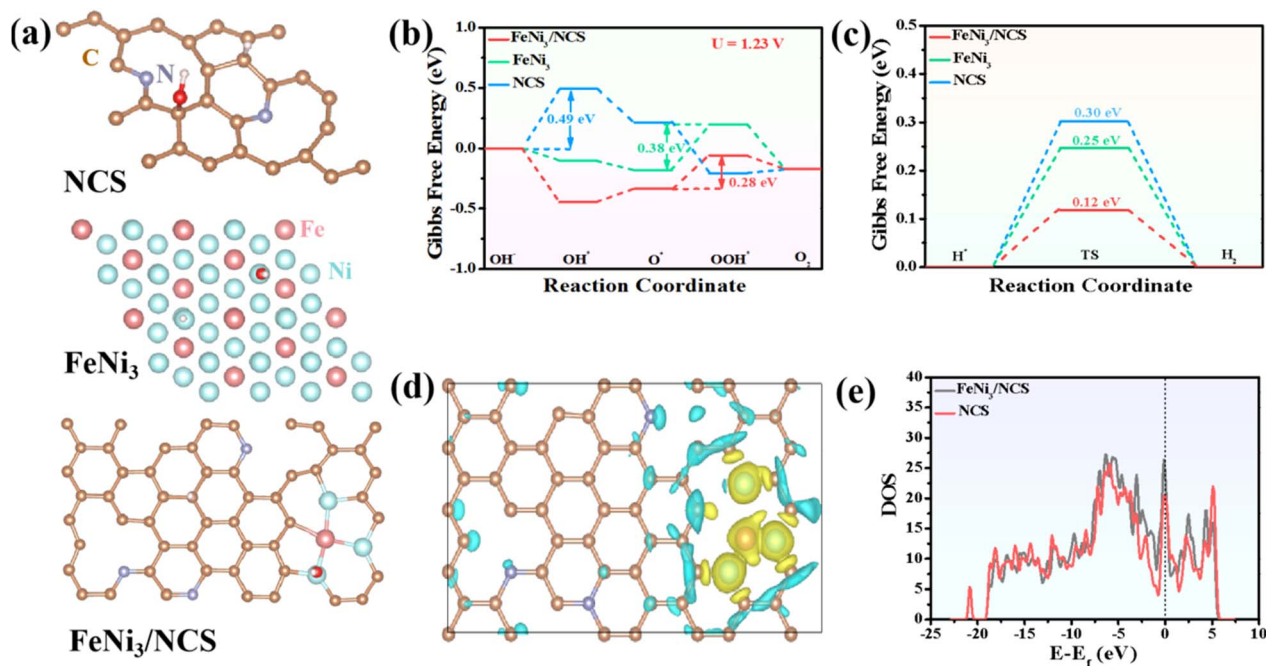 (a)
C
N
NCS
Fe
Ni
FeNi₃
FeNi₃/NCS
(b)
Gibbs Free Energy (eV)
1.0
0.5
0.0
-0.5
-1.0
FeNi₃/NCS
FeNi₃
NCS
U = 1.23 V
0.49 eV
0.38 eV
0.28 eV
OH⁻
OH*
O*
OOH*
O₂
Reaction Coordinate
(c)
Gibbs Free Energy (eV)
0.5
0.4
0.3
0.2
0.1
0.0
FeNi₃/NCS
FeNi₃
NCS
0.30 eV
0.25 eV
0.12 eV
H*
TS
H₂
Reaction Coordinate
(d)
(e)
DOS
40
35
30
25
20
15
10
5
0
FeNi₃/NCS
NCS
-25 -20 -15 -10 -5 0 5 10
E-E_f (eV)